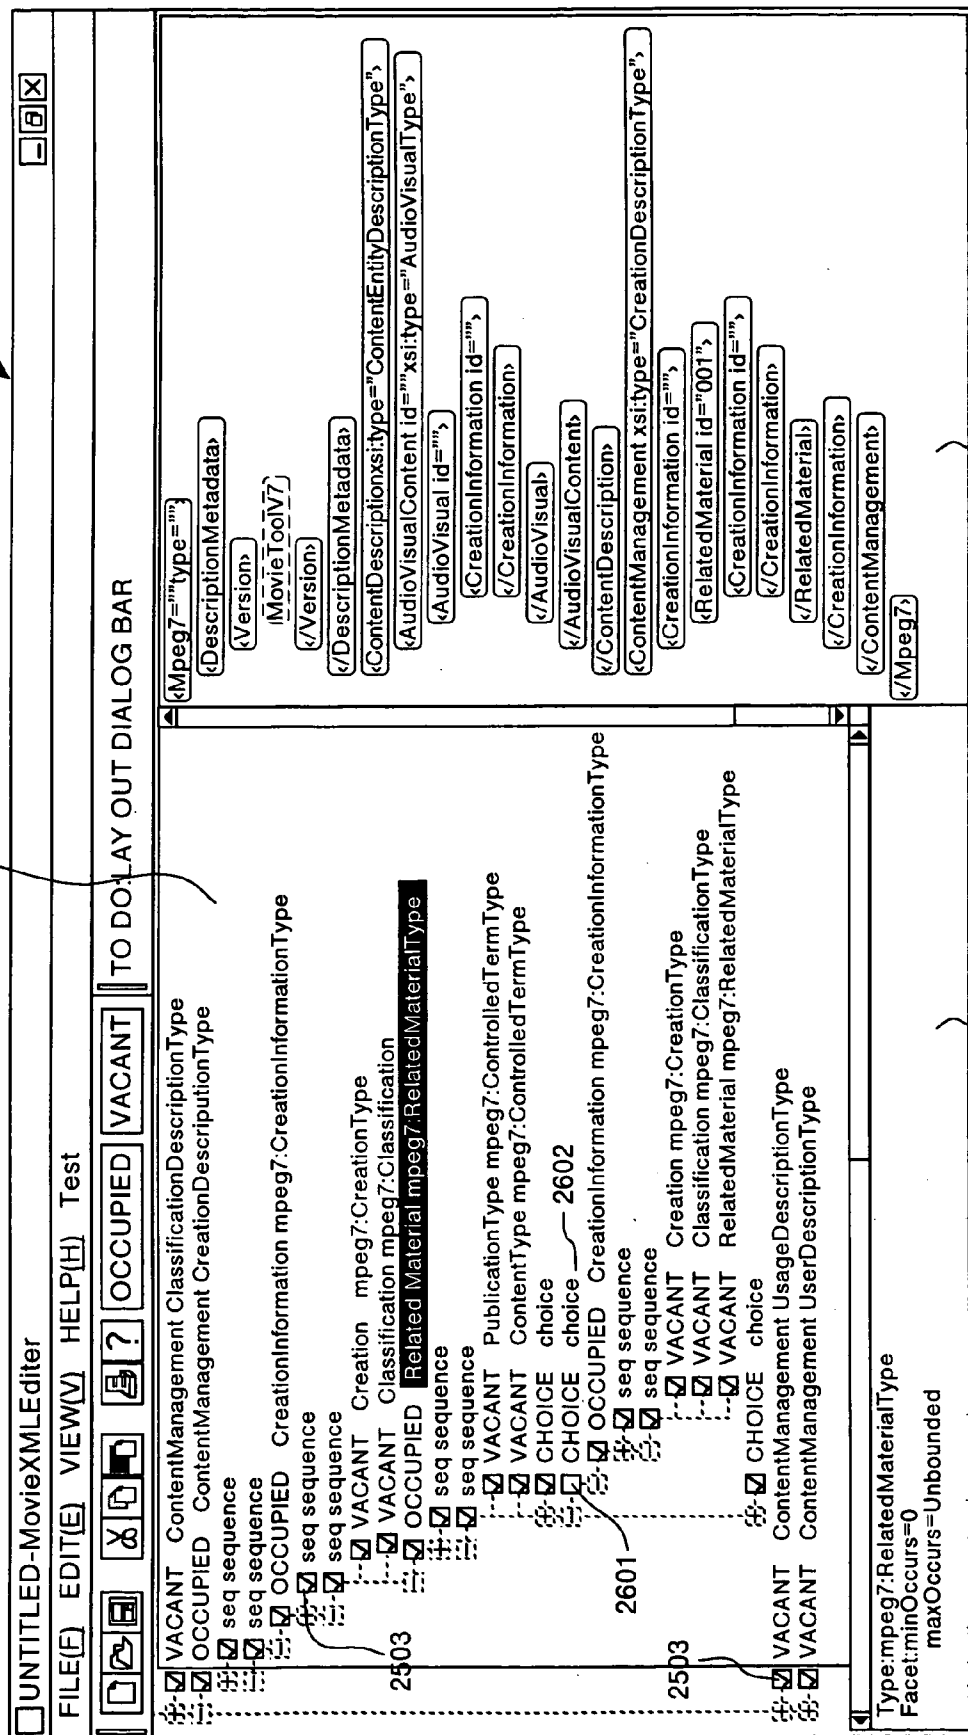 UNTITLED-MovieXMLEditer
FILE(F) EDIT(E) VIEW(V) HELP(H) Test
? OCCUPIED VACANT TO DO:LAY OUT DIALOG BAR
VACANT ContentManagement ClassificationDescriptionType
OCCUPIED ContentManagement CreationDescriputionType
seq sequence
seq sequence
OCCUPIED CreationInformation mpeg7:CreationInformationType
seq sequence
seq sequence
VACANT Creation mpeg7:CreationType
VACANT Classification mpeg7:Classification
OCCUPIED Related Material mpeg7:RelatedMaterialType
seq sequence
seq sequence
VACANT PublicationType mpeg7:ControlledTermType
VACANT ContentType mpeg7:ControlledTermType
CHOICE choice
CHOICE choice
OCCUPIED CreationInformation mpeg7:CreationInformationType
seq sequence
seq sequence
VACANT Creation mpeg7:CreationType
VACANT Classification mpeg7:ClassificationType
VACANT RelatedMaterial mpeg7:RelatedMaterialType
CHOICE choice
VACANT ContentManagement UsageDescriptionType
VACANT ContentManagement UserDescriptionType
2503
2601
2602
2503
<Mpeg7=""type="">
<DescriptionMetadata>
<Version>
MovieToolV7
</Version>
</DescriptionMetadata>
<ContentDescriptionxsi:type="ContentEntityDescriptionType">
<AudioVisualContent id=""xsi:type="AudioVisualType">
<AudioVisual id="">
<CreationInformation id="">
</CreationInformation>
</AudioVisual>
</AudioVisualContent>
</ContentDescription>
<ContentManagement xsi:type="CreationDescriptionType">
<CreationInformation id="">
<RelatedMaterial id="001">
<CreationInformation id="">
</CreationInformation>
</RelatedMaterial>
</CreationInformation>
</ContentManagement>
</Mpeg7>
Type:mpeg7:RelatedMaterialType
Facet:minOccurs=0
maxOccurs=Unbounded